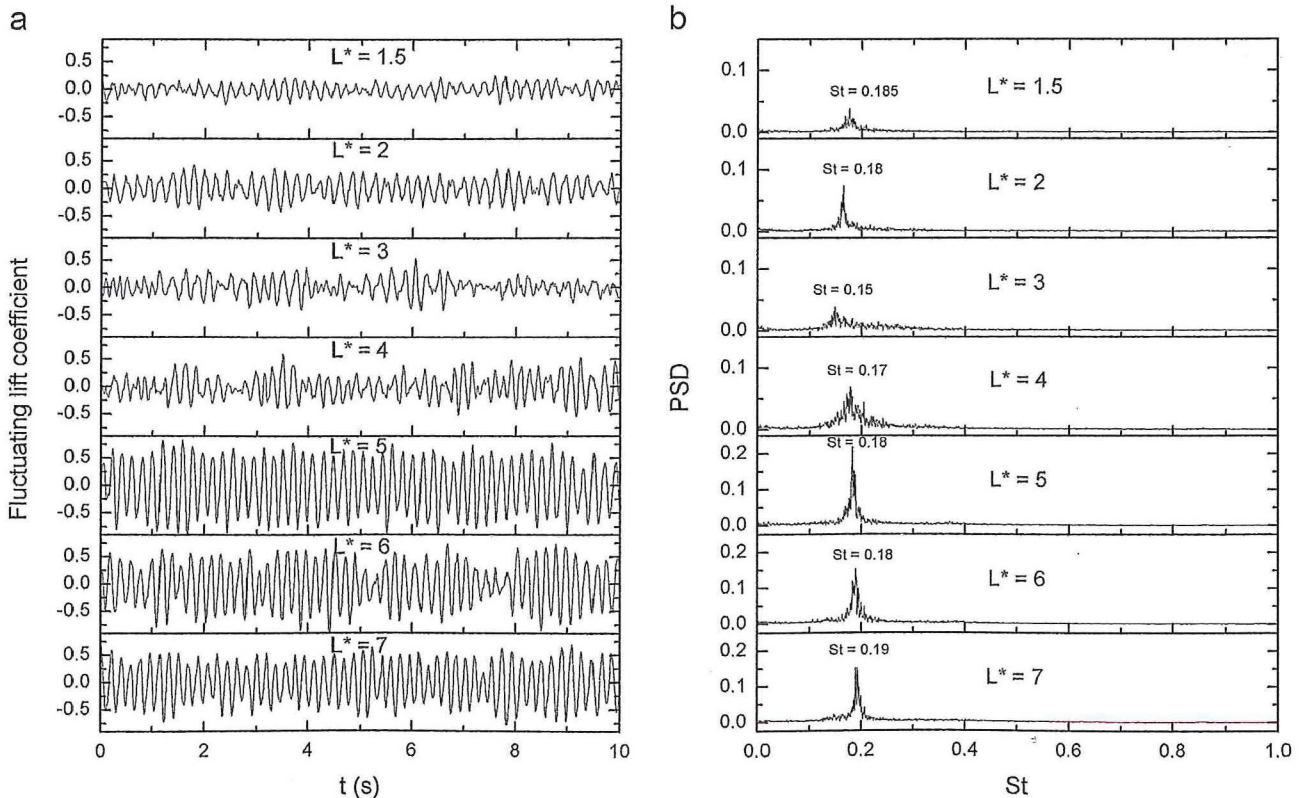 a
Fluctuating lift coefficient
0.5
0.0
-0.5
L* = 1.5
0.5
0.0
-0.5
L* = 2
0.5
0.0
-0.5
L* = 3
0.5
0.0
-0.5
L* = 4
0.5
0.0
-0.5
L* = 5
0.5
0.0
-0.5
L* = 6
0.5
0.0
-0.5
L* = 7
0 2 4 6 8 10
t (s)
b
PSD
0.1
0.0
St = 0.185
L* = 1.5
0.1
0.0
St = 0.18
L* = 2
0.1
0.0
St = 0.15
L* = 3
0.1
0.0
St = 0.17
L* = 4
0.2
0.1
0.0
St = 0.18
L* = 5
0.2
0.1
0.0
St = 0.18
L* = 6
0.2
0.1
0.0
St = 0.19
L* = 7
0.0 0.2 0.4 0.6 0.8 1.0
St